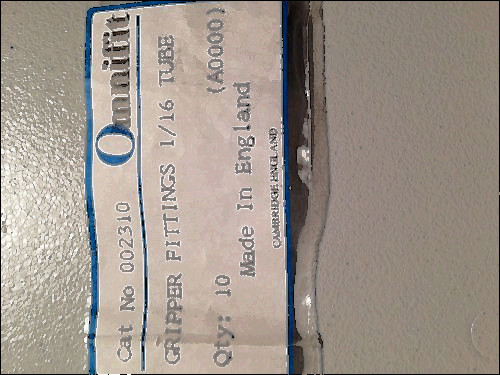 Cat No 002310 Omnifit
GRIPPER FITTINGS 1/16 TUBE
Qty: 10 (A0000)
Made In England
CAMBRIDGE ENGLAND